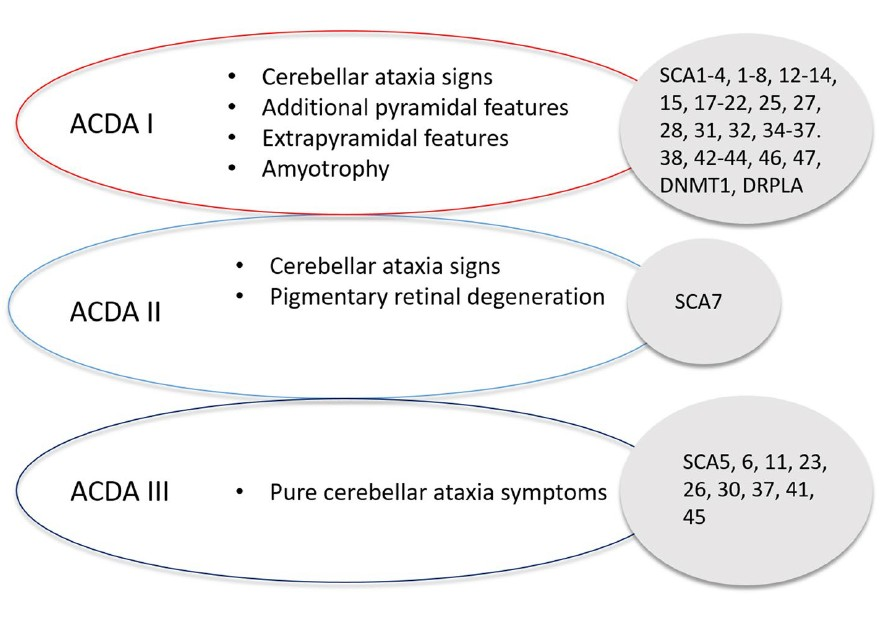 ACDA I
• Cerebellar ataxia signs
• Additional pyramidal features
• Extrapyramidal features
• Amyotrophy
SCA1-4, 1-8, 12-14,
15, 17-22, 25, 27,
28, 31, 32, 34-37.
38, 42-44, 46, 47,
DNMT1, DRPLA
ACDA II
• Cerebellar ataxia signs
• Pigmentary retinal degeneration
SCA7
ACDA III
• Pure cerebellar ataxia symptoms
SCA5, 6, 11, 23,
26, 30, 37, 41,
45